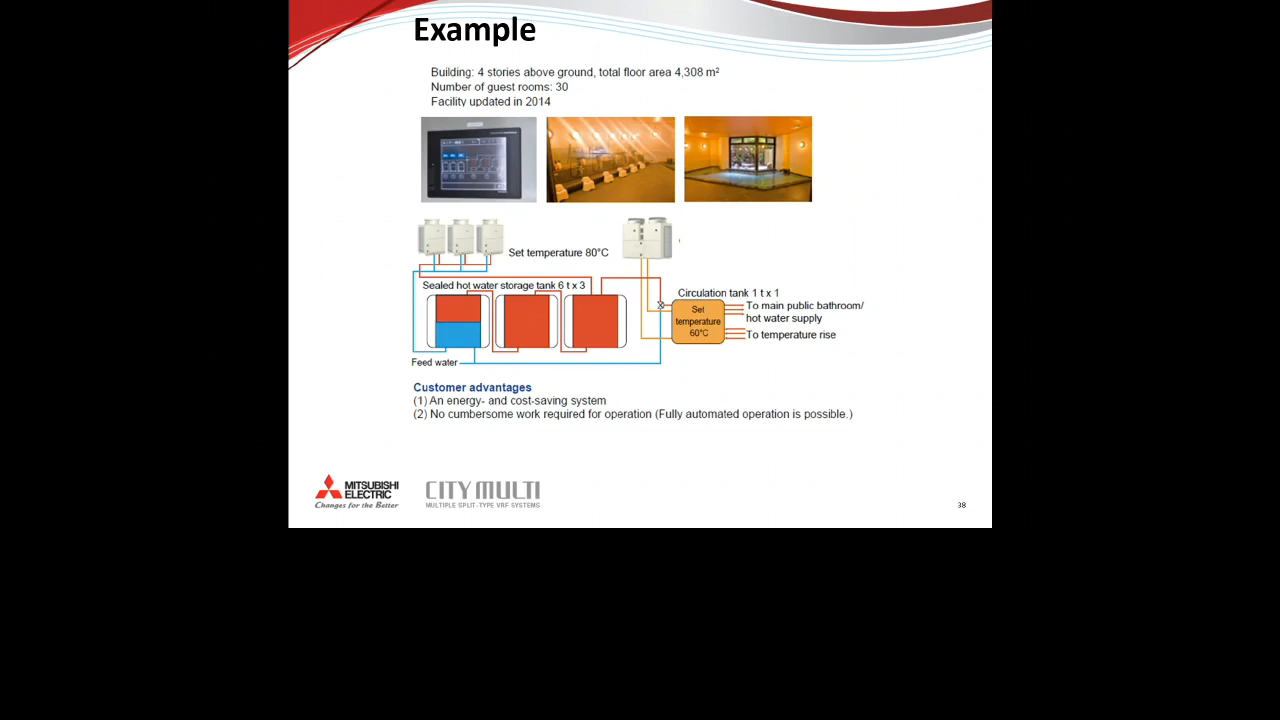 Example
Building: 4 stories above ground, total floor area 4,308 m²
Number of guest rooms: 30
Facility updated in 2014
Set temperature 80°C
Sealed hot water storage tank 6 t x 3
Circulation tank 1 t x 1
Set
temperature
60°C
To main public bathroom/
hot water supply
To temperature rise
Feed water
Customer advantages
(1) An energy- and cost-saving system
(2) No cumbersome work required for operation (Fully automated operation is possible.)
MITSUBISHI
ELECTRIC
Changes for the Better
CITY MULTI
MULTIPLE SPLIT-TYPE VRF SYSTEMS
38